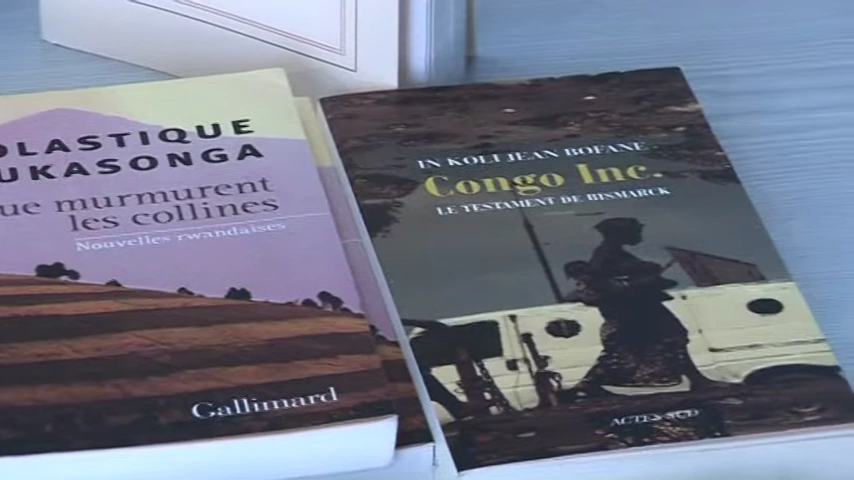 OLASTIQUE
UKASONGA
ue murmurent
les collines
Nouvelles rwandaises
Gallimard
IN KOLI JEAN BOFANE
Congo Inc.
LE TESTAMENT DE BISMARCK
ACTES SUD